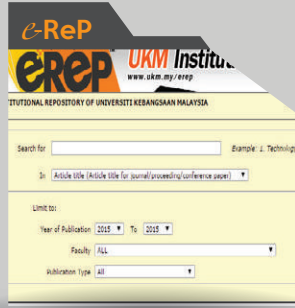 e-ReP
erep UKM Institu
www.ukm.my/erep
TITUTIONAL REPOSITORY OF UNIVERSITI KEBANGSAAN MALAYSIA
Search for Example: 1. Technology
In Article title (Article title for journal/proceeding/conference paper)
Limit to:
Year of Publication 2015 To 2015
Faculty ALL
Publication Type All